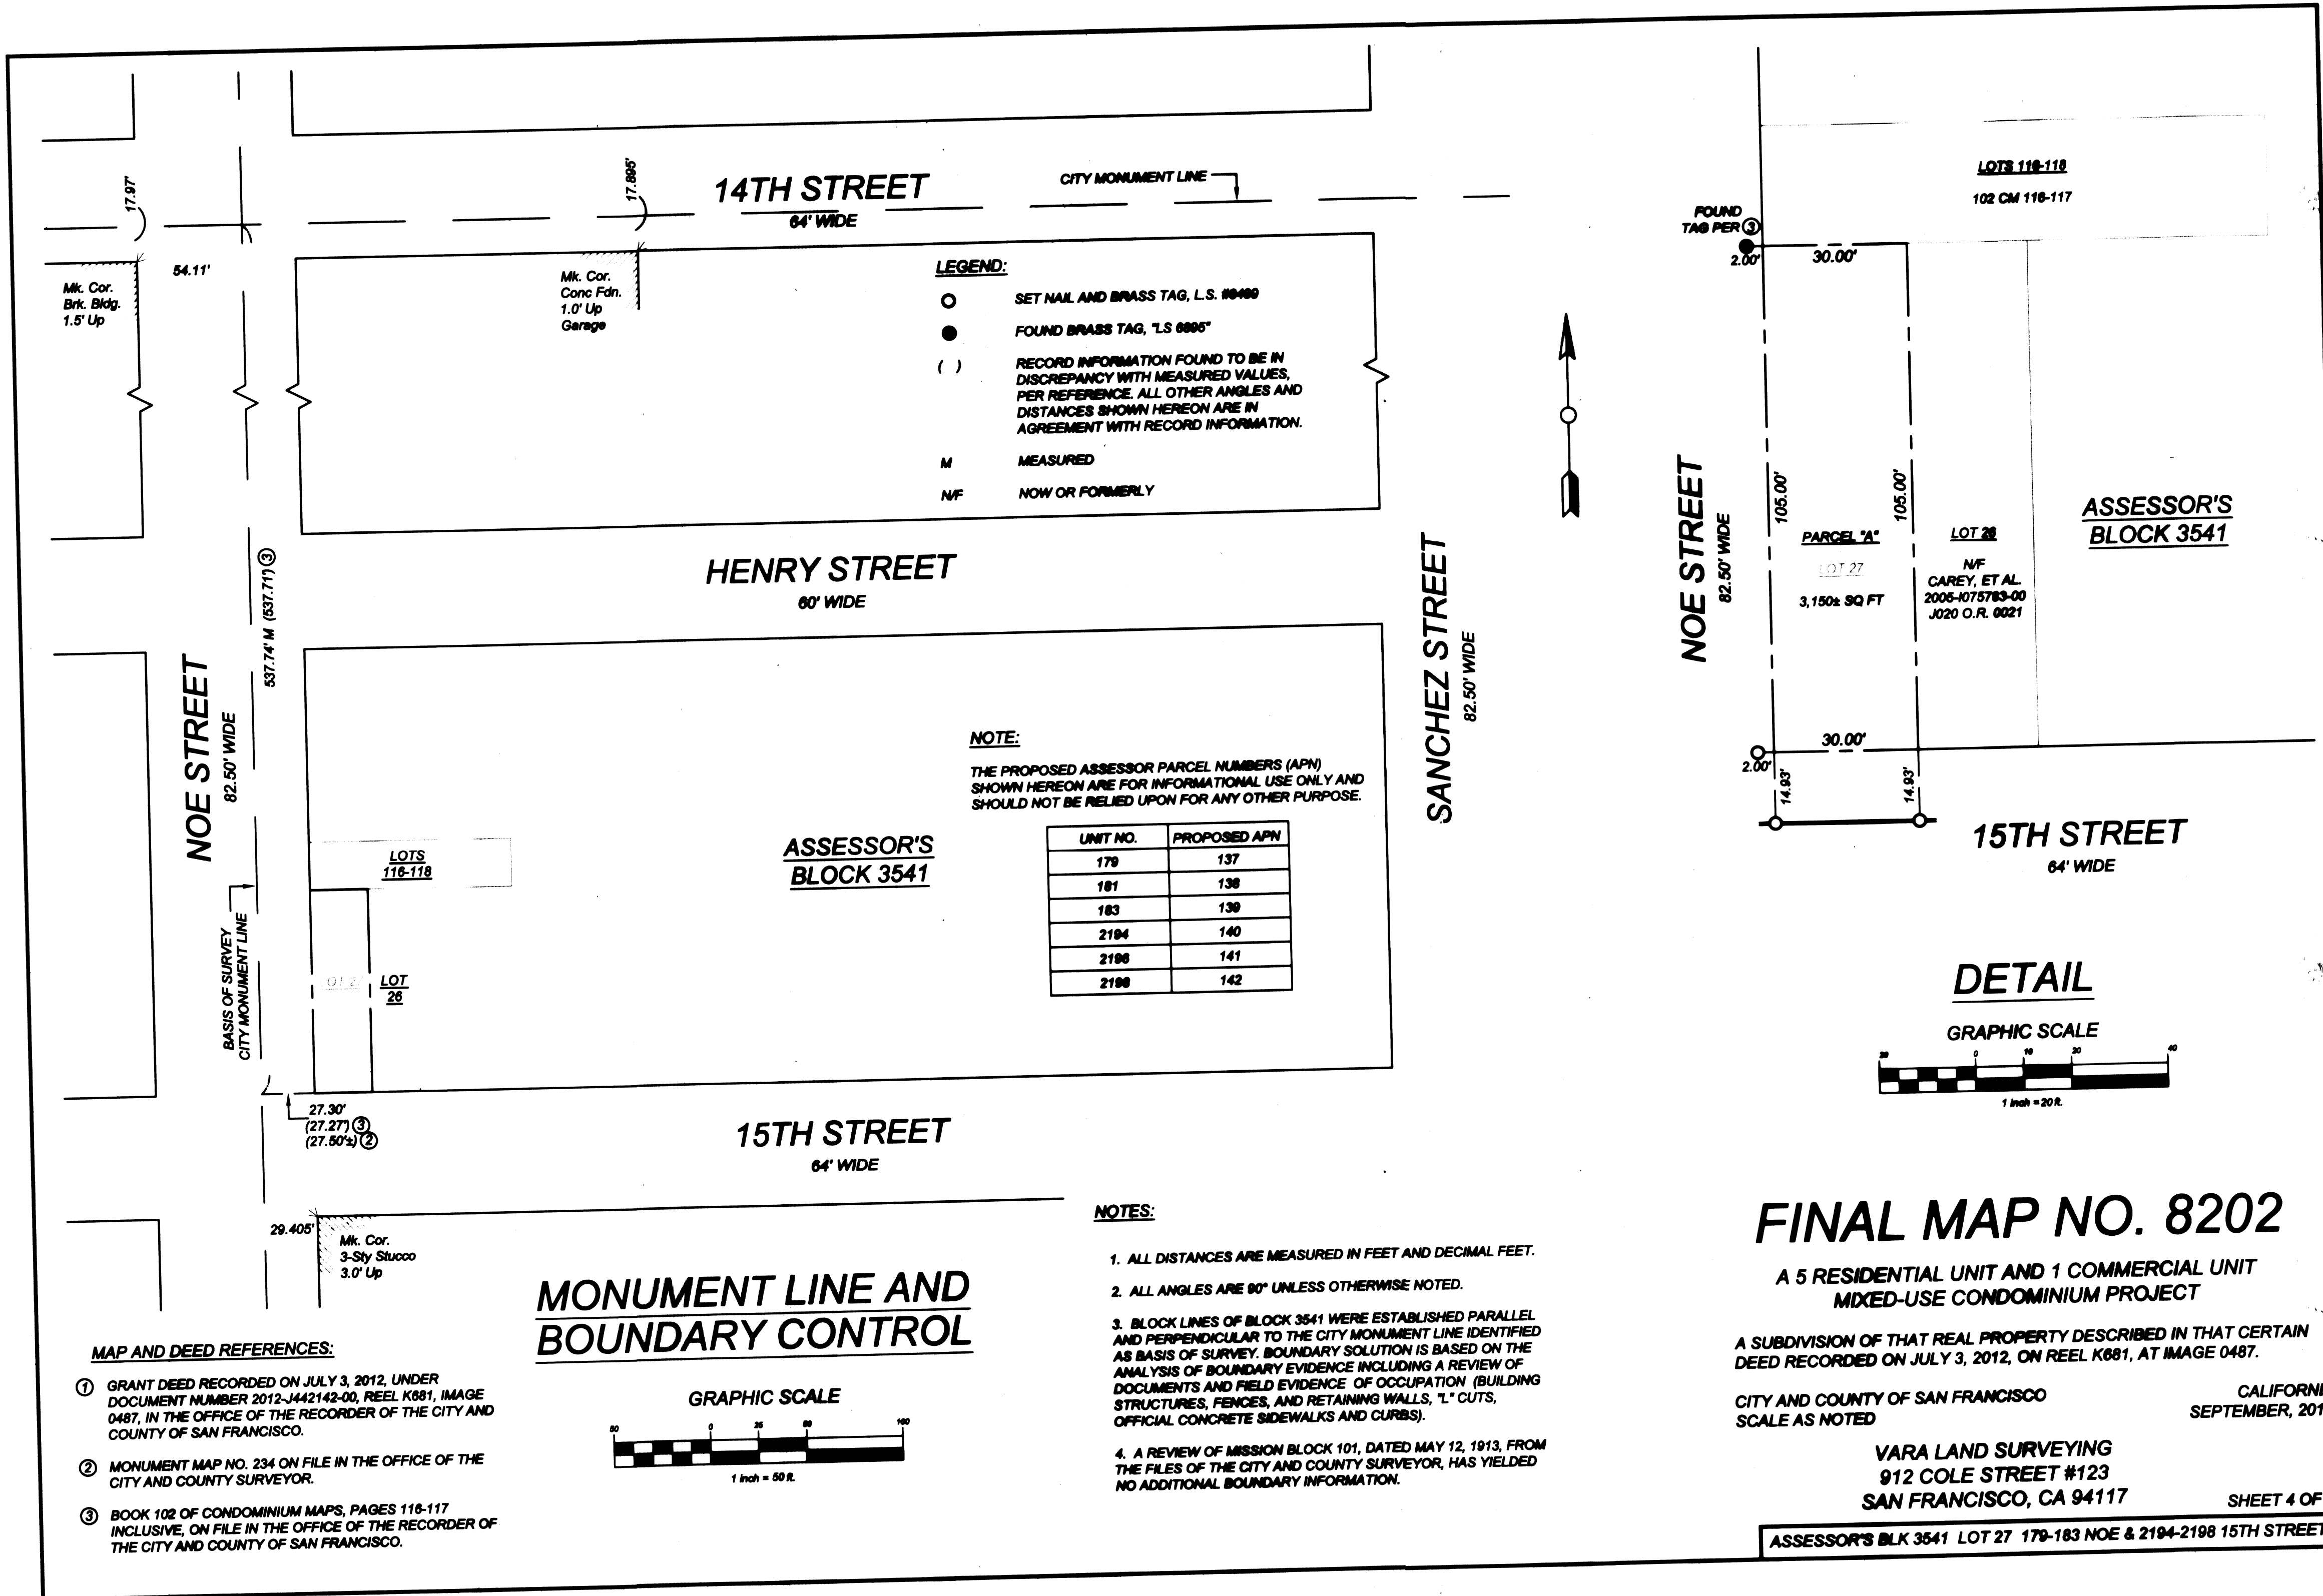 17.97'
17.895'
14TH STREET
64' WIDE
CITY MONUMENT LINE
54.11'
Mk. Cor.
Brk. Bldg.
1.5' Up
Mk. Cor.
Conc Fdn.
1.0' Up
Garage
LEGEND:
SET NAIL AND BRASS TAG, L.S.
FOUND BRASS TAG, "LS 6895"
( ) RECORD INFORMATION FOUND TO BE IN
DISCREPANCY WITH MEASURED VALUES,
PER REFERENCE. ALL OTHER ANGLES AND
DISTANCES SHOWN HEREON ARE IN
AGREEMENT WITH RECORD INFORMATION.
M MEASURED
N/F NOW OR FORMERLY
HENRY STREET
60' WIDE
NOE STREET
82.50' WIDE
537.74' M (537.71') ③
SANCHEZ STREET
82.50' WIDE
BASIS OF SURVEY
CITY MONUMENT LINE
LOTS
116-118
LOT
26
ASSESSOR'S
BLOCK 3541
NOTE:
THE PROPOSED ASSESSOR PARCEL NUMBERS (APN)
SHOWN HEREON ARE FOR INFORMATIONAL USE ONLY AND
SHOULD NOT BE RELIED UPON FOR ANY OTHER PURPOSE.
UNIT NO. PROPOSED APN
179 137
181 138
183 139
2194 140
2196 141
2198 142
27.30'
(27.27') ③
(27.50'±) ②
15TH STREET
64' WIDE
29.405'
Mk. Cor.
3-Sty Stucco
3.0' Up
MONUMENT LINE AND
BOUNDARY CONTROL
GRAPHIC SCALE
50 0 25 50 100
1 inch = 50 ft.
MAP AND DEED REFERENCES:
① GRANT DEED RECORDED ON JULY 3, 2012, UNDER
DOCUMENT NUMBER 2012-J442142-00, REEL K681, IMAGE
0487, IN THE OFFICE OF THE RECORDER OF THE CITY AND
COUNTY OF SAN FRANCISCO.
② MONUMENT MAP NO. 234 ON FILE IN THE OFFICE OF THE
CITY AND COUNTY SURVEYOR.
③ BOOK 102 OF CONDOMINIUM MAPS, PAGES 116-117
INCLUSIVE, ON FILE IN THE OFFICE OF THE RECORDER OF
THE CITY AND COUNTY OF SAN FRANCISCO.
NOTES:
1. ALL DISTANCES ARE MEASURED IN FEET AND DECIMAL FEET.
2. ALL ANGLES ARE 90° UNLESS OTHERWISE NOTED.
3. BLOCK LINES OF BLOCK 3541 WERE ESTABLISHED PARALLEL
AND PERPENDICULAR TO THE CITY MONUMENT LINE IDENTIFIED
AS BASIS OF SURVEY. BOUNDARY SOLUTION IS BASED ON THE
ANALYSIS OF BOUNDARY EVIDENCE INCLUDING A REVIEW OF
DOCUMENTS AND FIELD EVIDENCE OF OCCUPATION (BUILDING
STRUCTURES, FENCES, AND RETAINING WALLS, "L" CUTS,
OFFICIAL CONCRETE SIDEWALKS AND CURBS).
4. A REVIEW OF MISSION BLOCK 101, DATED MAY 12, 1913, FROM
THE FILES OF THE CITY AND COUNTY SURVEYOR, HAS YIELDED
NO ADDITIONAL BOUNDARY INFORMATION.
LOTS 116-118
102 CM 116-117
FOUND
TAG PER ③
2.00'
30.00'
NOE STREET
82.50' WIDE
105.00'
105.00'
PARCEL "A"
LOT 27
3,150± SQ FT
LOT 26
N/F
CAREY, ET AL.
2005-I075763-00
J020 O.R. 0021
ASSESSOR'S
BLOCK 3541
30.00'
2.00'
14.93'
14.93'
15TH STREET
64' WIDE
DETAIL
GRAPHIC SCALE
20 0 10 20 40
1 inch = 20 ft.
FINAL MAP NO. 8202
A 5 RESIDENTIAL UNIT AND 1 COMMERCIAL UNIT
MIXED-USE CONDOMINIUM PROJECT
A SUBDIVISION OF THAT REAL PROPERTY DESCRIBED IN THAT CERTAIN
DEED RECORDED ON JULY 3, 2012, ON REEL K681, AT IMAGE 0487.
CITY AND COUNTY OF SAN FRANCISCO CALIFORNI
SCALE AS NOTED SEPTEMBER, 201
VARA LAND SURVEYING
912 COLE STREET #123
SAN FRANCISCO, CA 94117
SHEET 4 OF
ASSESSOR'S BLK 3541 LOT 27 179-183 NOE & 2194-2198 15TH STREET